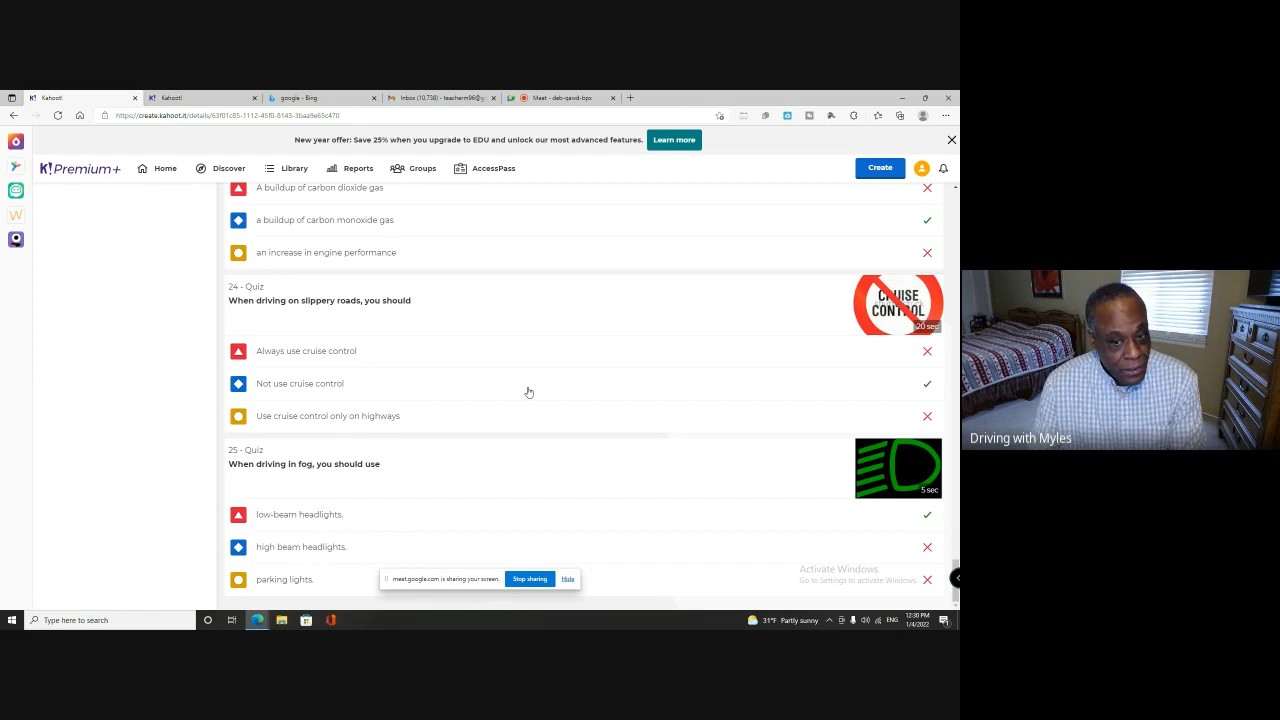 Kahoot!
Kahoot!
google - Bing
Meet - deb-qawd-bpx
New year offer: Save 25% when you upgrade to EDU and unlock our most advanced features.
Learn more
K! Premium+
Home
Discover
Library
Reports
Groups
AccessPass
Create
A buildup of carbon dioxide gas
a buildup of carbon monoxide gas
an increase in engine performance
24 - Quiz
When driving on slippery roads, you should
CRUISE
CONTROL
20 sec
Always use cruise control
Not use cruise control
Use cruise control only on highways
25 - Quiz
When driving in fog, you should use
5 sec
low-beam headlights.
high beam headlights.
parking lights.
meet.google.com is sharing your screen.
Stop sharing
Hide
Activate Windows
Go to Settings to activate Windows.
Type here to search
31°F Partly sunny
ENG
12:30 PM
1/4/2022
Driving with Myles